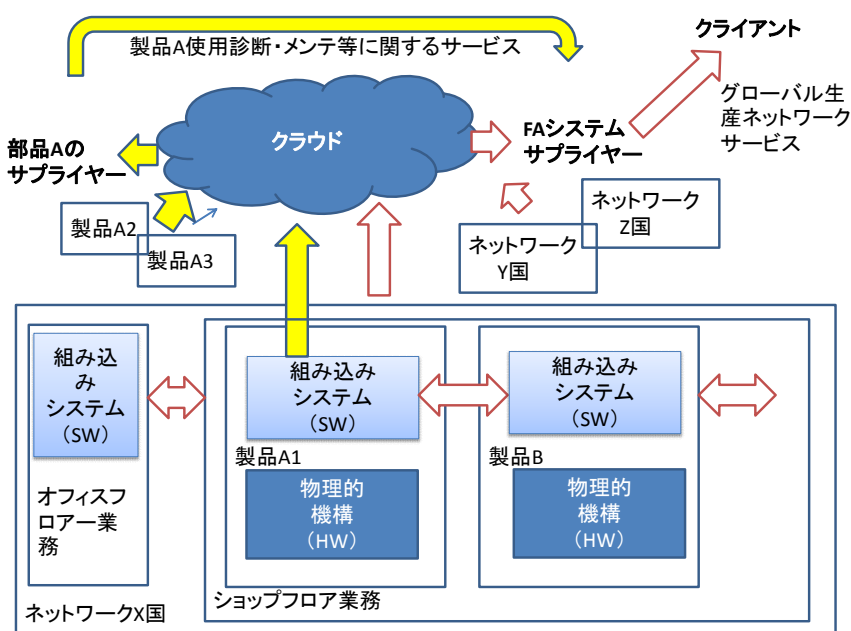 製品A使用診断・メンテ等に関するサービス
クライアント
グローバル生
産ネットワーク
サービス
クラウド
FAシステム
サプライヤー
部品Aの
サプライヤー
製品A2
製品A3
ネットワーク
Z国
ネットワーク
Y国
組み込
み
システム
(SW)
組み込み
システム
(SW)
組み込み
システム
(SW)
製品A1
製品B
物理的
機構
(HW)
物理的
機構
(HW)
オフィスフ
ロアー業
務
ショップフロア業務
ネットワークX国